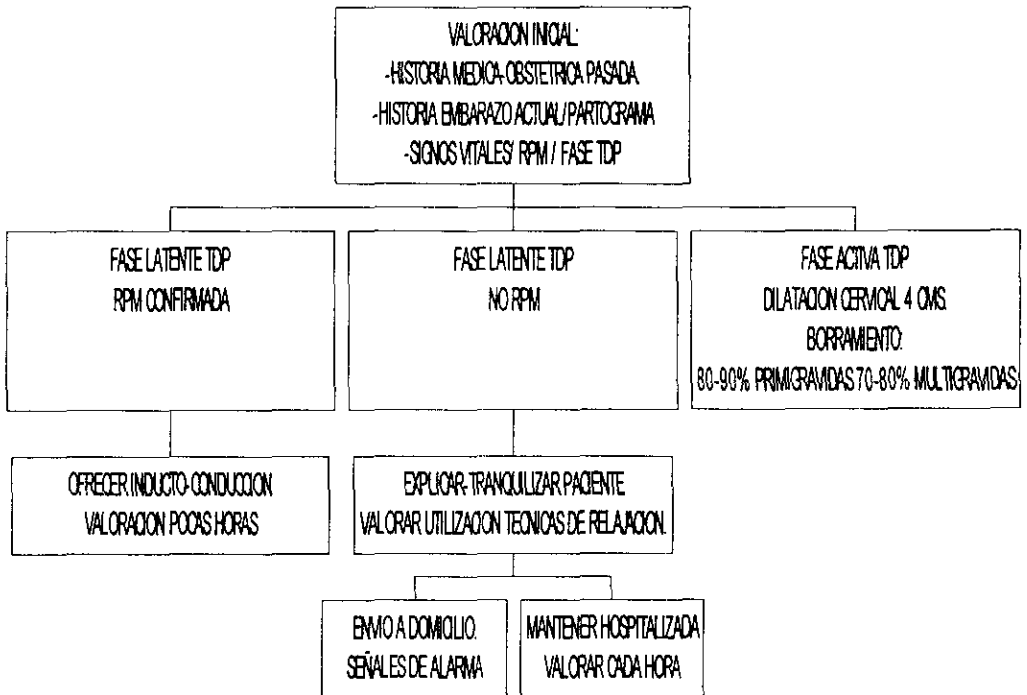 VALORACION INICIAL:
-HISTORIA MEDICA-OBSTETRICA PASADA
-HISTORIA EMBARAZO ACTUAL/PARTOGRAMA
-SIGNOS VITALES/ RPM / FASE TDP
FASE LATENTE TDP
RPM CONFIRMADA
FASE LATENTE TDP
NO RPM
FASE ACTIVA TDP
DILATACION CERVICAL 4 CMS.
BORRAMIENTO:
80-90% PRIMIGRAVIDAS 70-80% MULTIGRAVIDAS
OFRECER INDUCTO-CONDUCCION
VALORACION POCAS HORAS
EXPLICAR-TRANQUILIZAR PACIENTE
VALORAR UTILIZACION TECNICAS DE RELAJACION.
ENVIO A DOMICILIO.
SEÑALES DE ALARMA
MANTENER HOSPITALIZADA
VALORAR CADA HORA